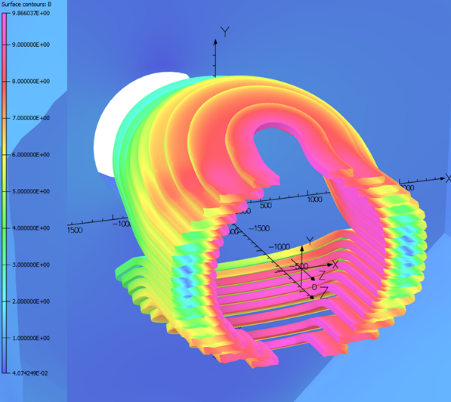 Surface contours: B
9.866037E+00
9.000000E+00
8.000000E+00
7.000000E+00
6.000000E+00
5.000000E+00
4.000000E+00
3.000000E+00
2.000000E+00
1.000000E+00
4.074249E-02
Y
X
1500
-1000
500
1000
-1500
-1000
-500
0
Y
X
Z
Z